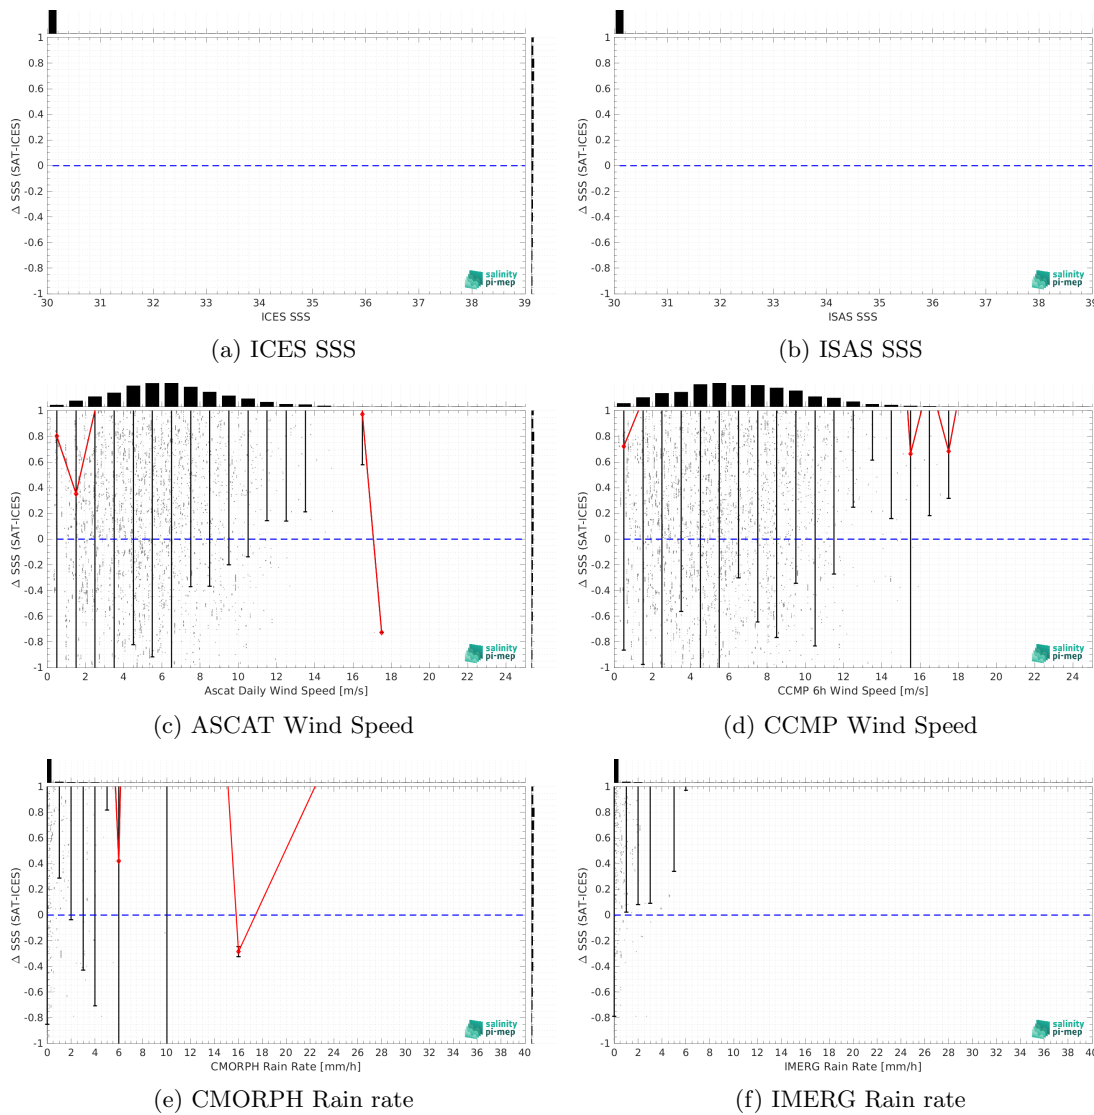 1
0.8
0.6
0.4
0.2
0
-0.2
-0.4
-0.6
-0.8
-1
Δ SSS (SAT-ICES)
salinity
pi-mep
30 31 32 33 34 35 36 37 38 39
ICES SSS
(a) ICES SSS
1
0.8
0.6
0.4
0.2
0
-0.2
-0.4
-0.6
-0.8
-1
Δ SSS (SAT-ICES)
salinity
pi-mep
30 31 32 33 34 35 36 37 38 39
ISAS SSS
(b) ISAS SSS
1
0.8
0.6
0.4
0.2
0
-0.2
-0.4
-0.6
-0.8
-1
Δ SSS (SAT-ICES)
salinity
pi-mep
0 2 4 6 8 10 12 14 16 18 20 22 24
Ascat Daily Wind Speed [m/s]
(c) ASCAT Wind Speed
1
0.8
0.6
0.4
0.2
0
-0.2
-0.4
-0.6
-0.8
-1
Δ SSS (SAT-ICES)
salinity
pi-mep
0 2 4 6 8 10 12 14 16 18 20 22 24
CCMP 6h Wind Speed [m/s]
(d) CCMP Wind Speed
1
0.8
0.6
0.4
0.2
0
-0.2
-0.4
-0.6
-0.8
-1
Δ SSS (SAT-ICES)
salinity
pi-mep
0 2 4 6 8 10 12 14 16 18 20 22 24 26 28 30 32 34 36 38 40
CMORPH Rain Rate [mm/h]
(e) CMORPH Rain rate
1
0.8
0.6
0.4
0.2
0
-0.2
-0.4
-0.6
-0.8
-1
Δ SSS (SAT-ICES)
salinity
pi-mep
0 2 4 6 8 10 12 14 16 18 20 22 24 26 28 30 32 34 36 38 40
IMERG Rain Rate [mm/h]
(f) IMERG Rain rate